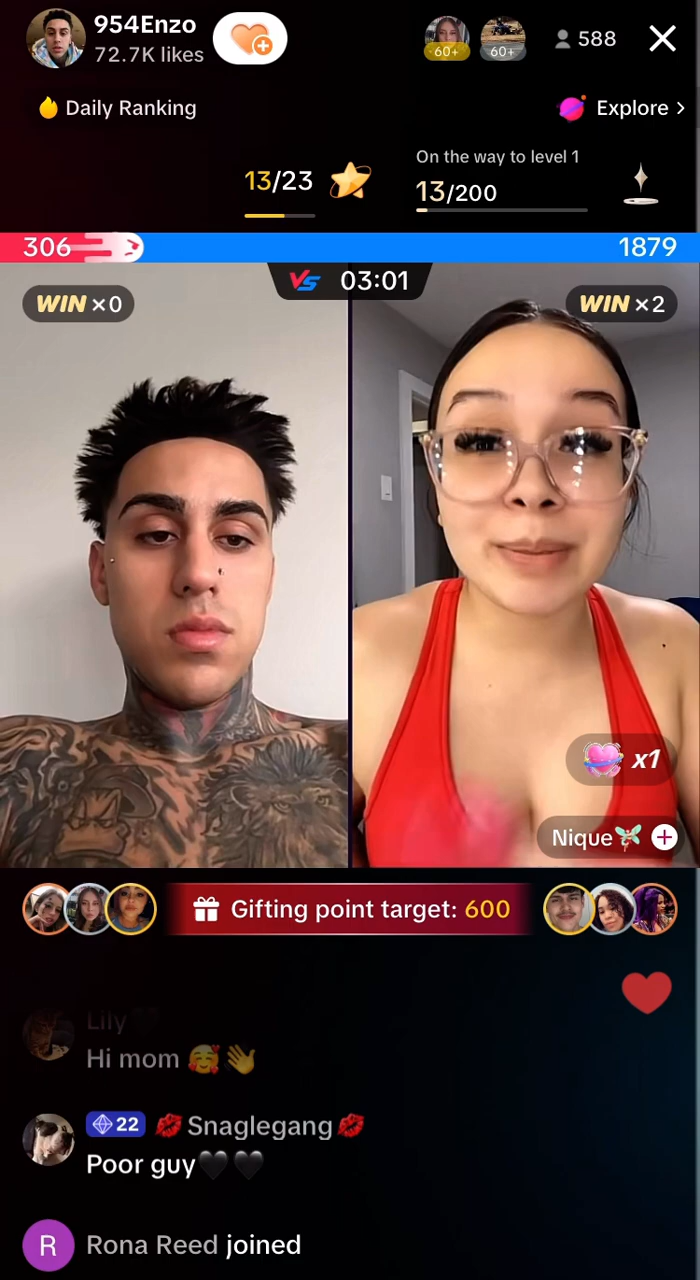 954Enzo
72.7K likes
60+
60+
588
Daily Ranking
Explore >
13/23
On the way to level 1
13/200
306
1879
VS 03:01
WIN ×0
WIN ×2
x1
Nique
Gifting point target: 600
Lily
Hi mom 🥰👋
22 💋 Snaglegang 💋
Poor guy🖤🖤
R
Rona Reed joined